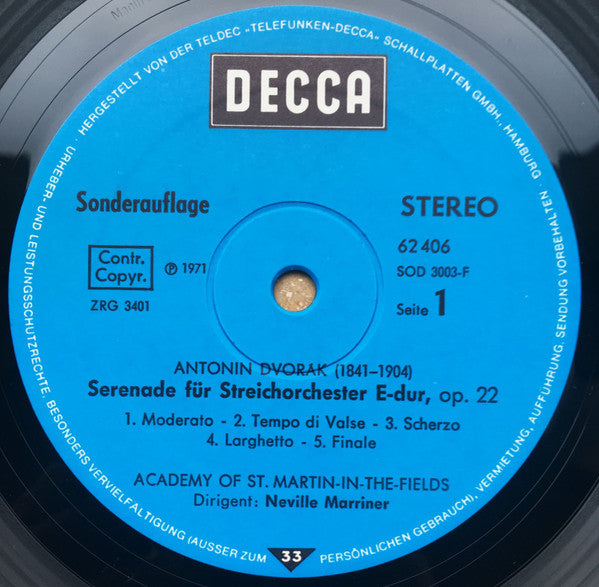 HERGESTELLT VON DER TELDEC »TELEFUNKEN-DECCA« SCHALLPLATTEN GMBH., HAMBURG ·
URHEBER- UND LEISTUNGSSCHUTZRECHTE, BESONDERS VERVIELFALTIGUNG (AUSSER ZUM PERSÖNLICHEN GEBRAUCH), VERMIETUNG, AUFFÜHRUNG, SENDUNG VORBEHALTEN ·
DECCA
Sonderauflage
STEREO
Contr.
Copyr.
℗ 1971
ZRG 3401
62 406
SOD 3003-F
Seite 1
ANTONIN DVORAK (1841–1904)
Serenade für Streichorchester E-dur, op. 22
1. Moderato - 2. Tempo di Valse - 3. Scherzo
4. Larghetto - 5. Finale
ACADEMY OF ST. MARTIN-IN-THE-FIELDS
Dirigent: Neville Marriner
33